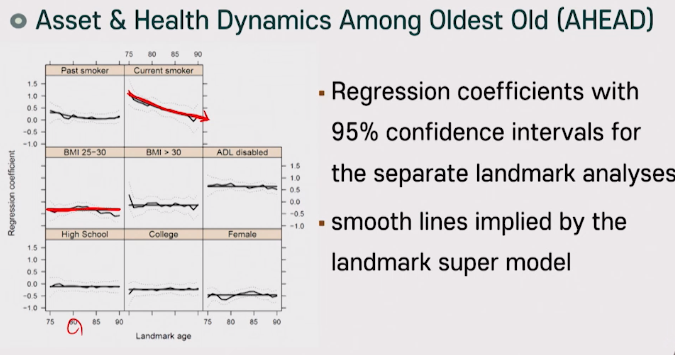 Asset & Health Dynamics Among Oldest Old (AHEAD)
75 80 85 90
Past smoker Current smoker
1.5
1.0
0.5
0.0
−0.5
−1.0
BMI 25−30 BMI > 30 ADL disabled
1.5
1.0
0.5
0.0
−0.5
−1.0
High School College Female
1.5
1.0
0.5
0.0
−0.5
−1.0
75 80 85 90 75 80 85 90
Landmark age
Regression coefficient
▪ Regression coefficients with
95% confidence intervals for
the separate landmark analyses
▪ smooth lines implied by the
landmark super model